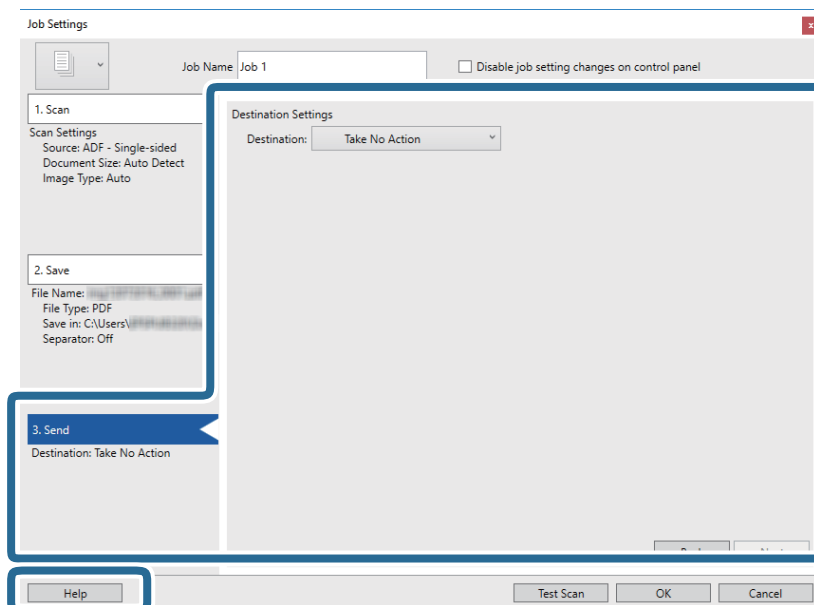 Job Settings
x
Job Name Job 1
Disable job setting changes on control panel
1. Scan
Scan Settings
Source: ADF - Single-sided
Document Size: Auto Detect
Image Type: Auto
2. Save
File Name:
File Type: PDF
Save in: C:\Users\
Separator: Off
3. Send
Destination: Take No Action
Destination Settings
Destination: Take No Action
Help
Test Scan
OK
Cancel